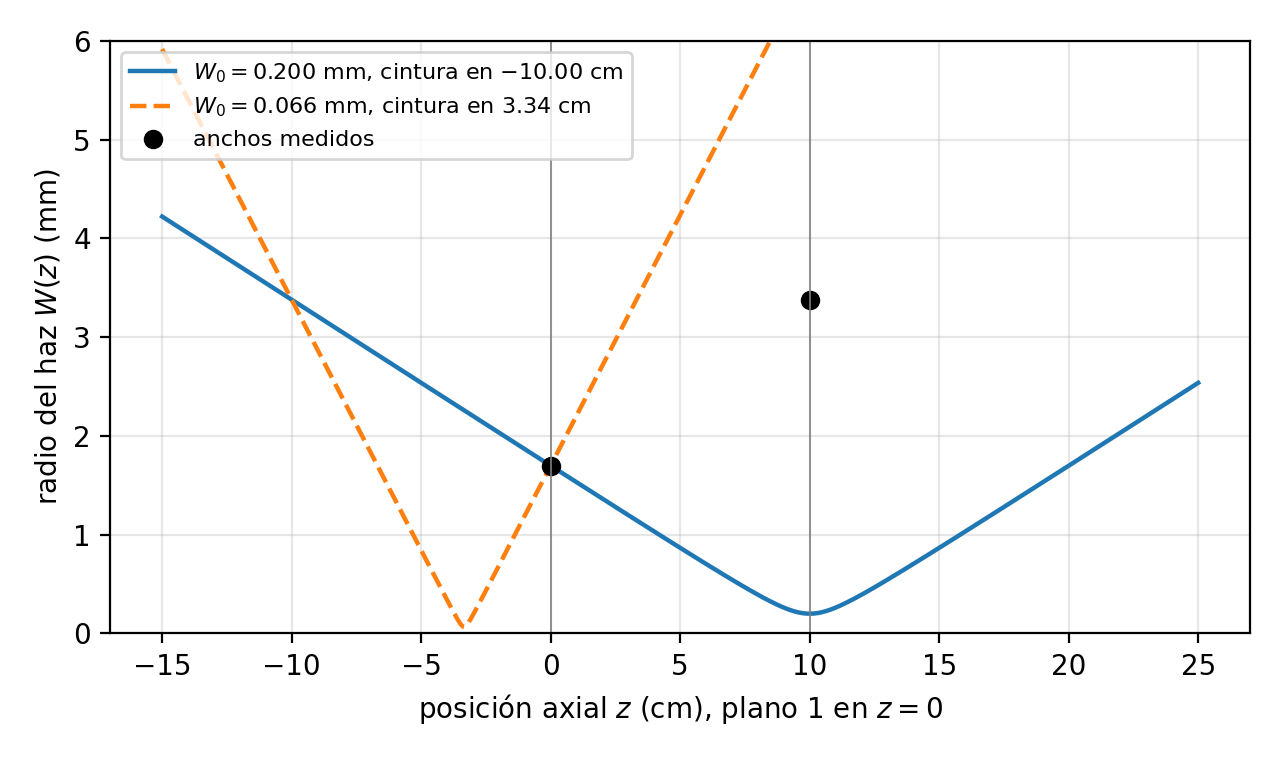 W₀ = 0.200 mm, cintura en −10.00 cm
W₀ = 0.066 mm, cintura en 3.34 cm
anchos medidos
radio del haz W(z) (mm)
6
5
4
3
2
1
0
−15 −10 −5 0 5 10 15 20 25
posición axial z (cm), plano 1 en z = 0